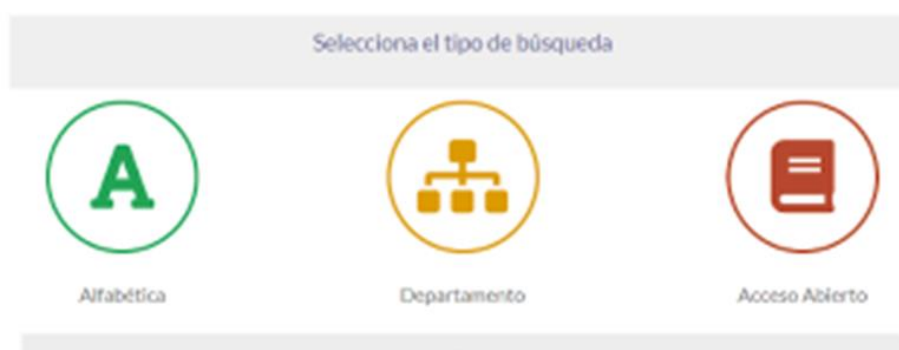 Selecciona el tipo de búsqueda
A
Alfabética
Departamento
Acceso Abierto